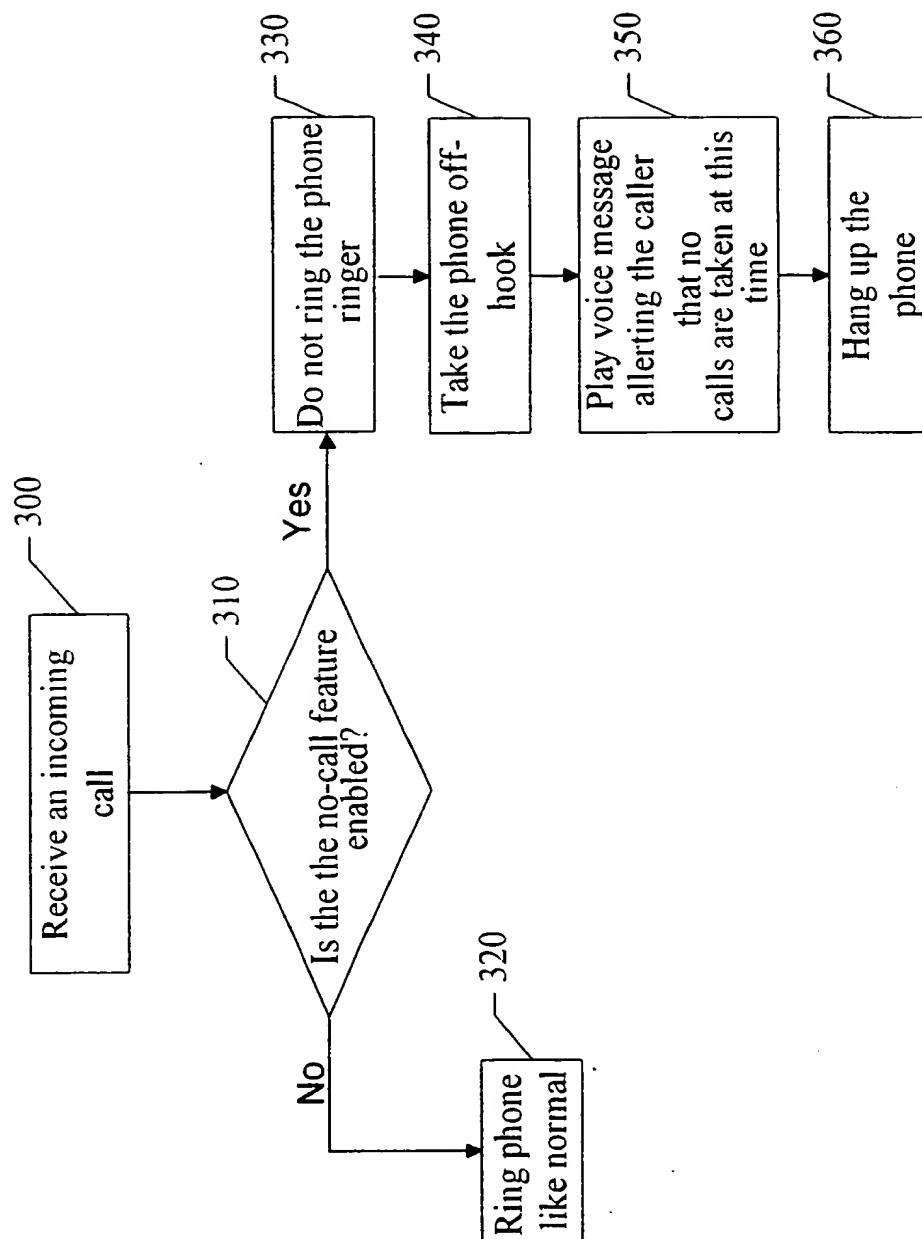 300
Receive an incoming
call
310
Is the the no-call feature
enabled?
No
Yes
320
Ring phone
like normal
330
Do not ring the phone
ringer
340
Take the phone off-
hook
350
Play voice message
allerting the caller
that no
calls are taken at this
time
360
Hang up the
phone